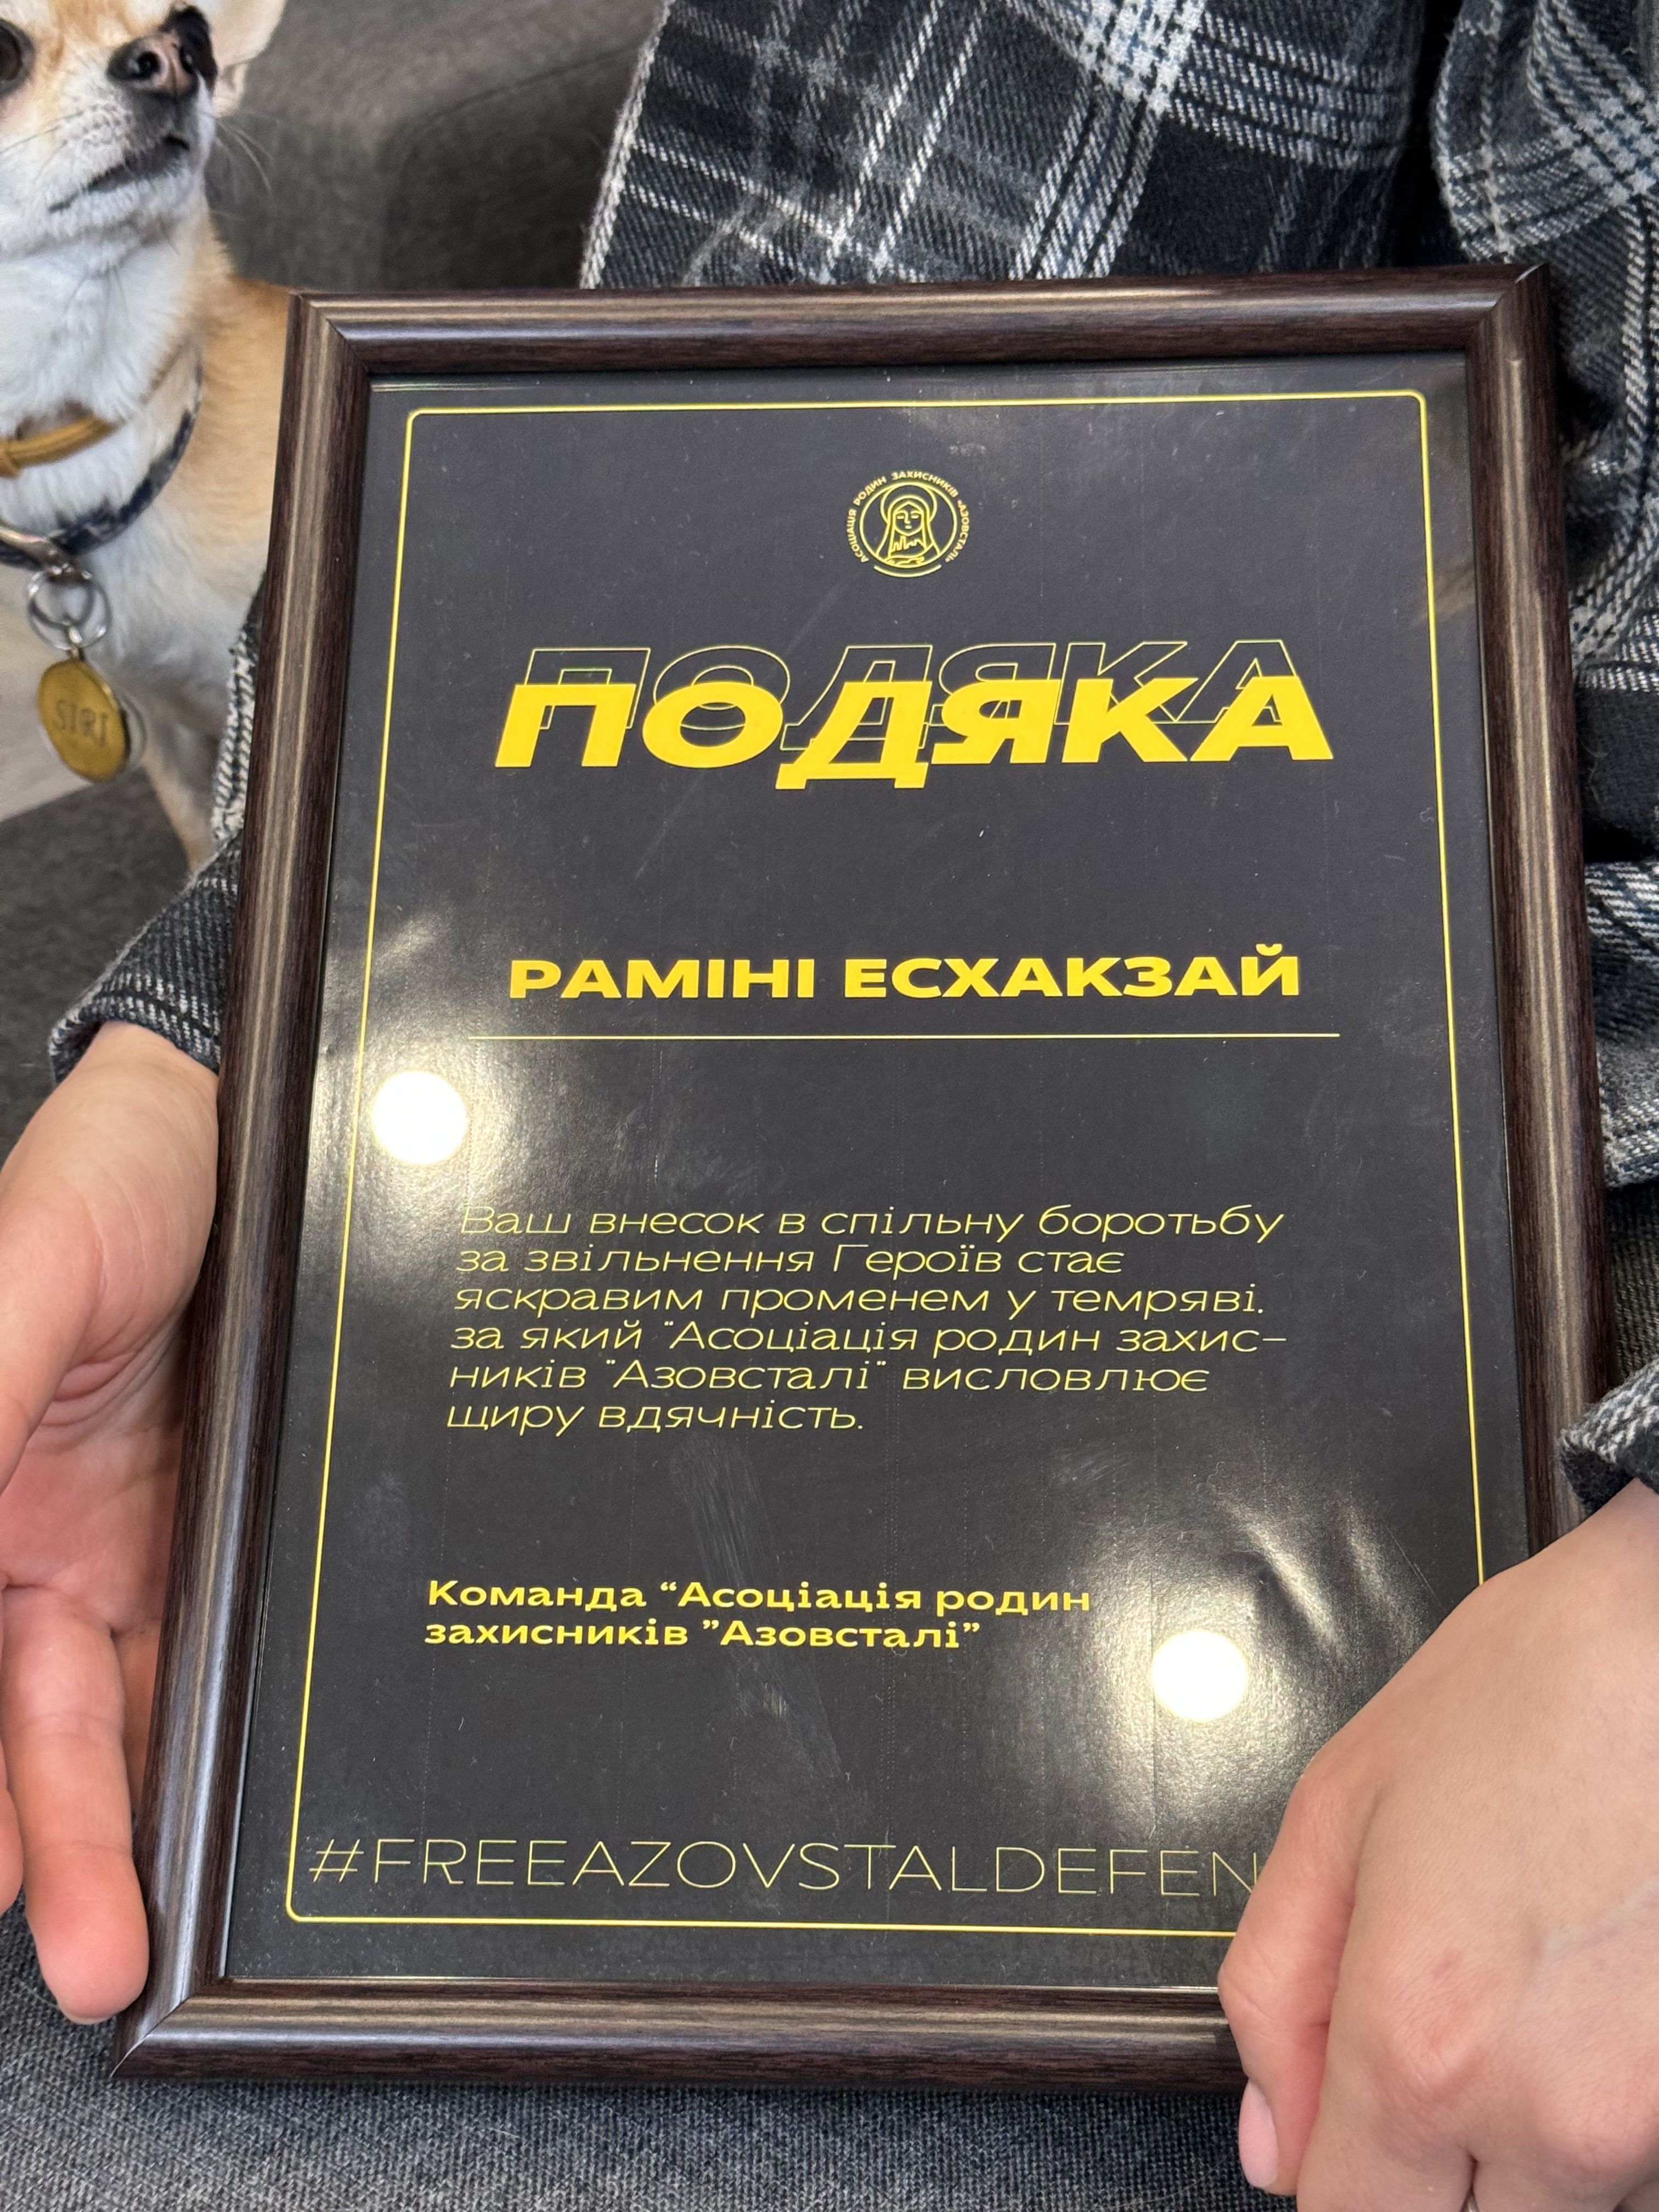 АСОЦІАЦІЯ РОДИН ЗАХИСНИКІВ "АЗОВСТАЛІ"
ПОДЯКА
ПОДЯКА
РАМІНІ ЕСХАКЗАЙ
Ваш внесок в спільну боротьбу
за звільнення Героїв стає
яскравим променем у темряві.
за який "Асоціація родин захис-
ників "Азовсталі" висловлює
щиру вдячність.
Команда “Асоціація родин
захисників ”Азовсталі”
#FREEAZOVSTALDEFEN
SIRI